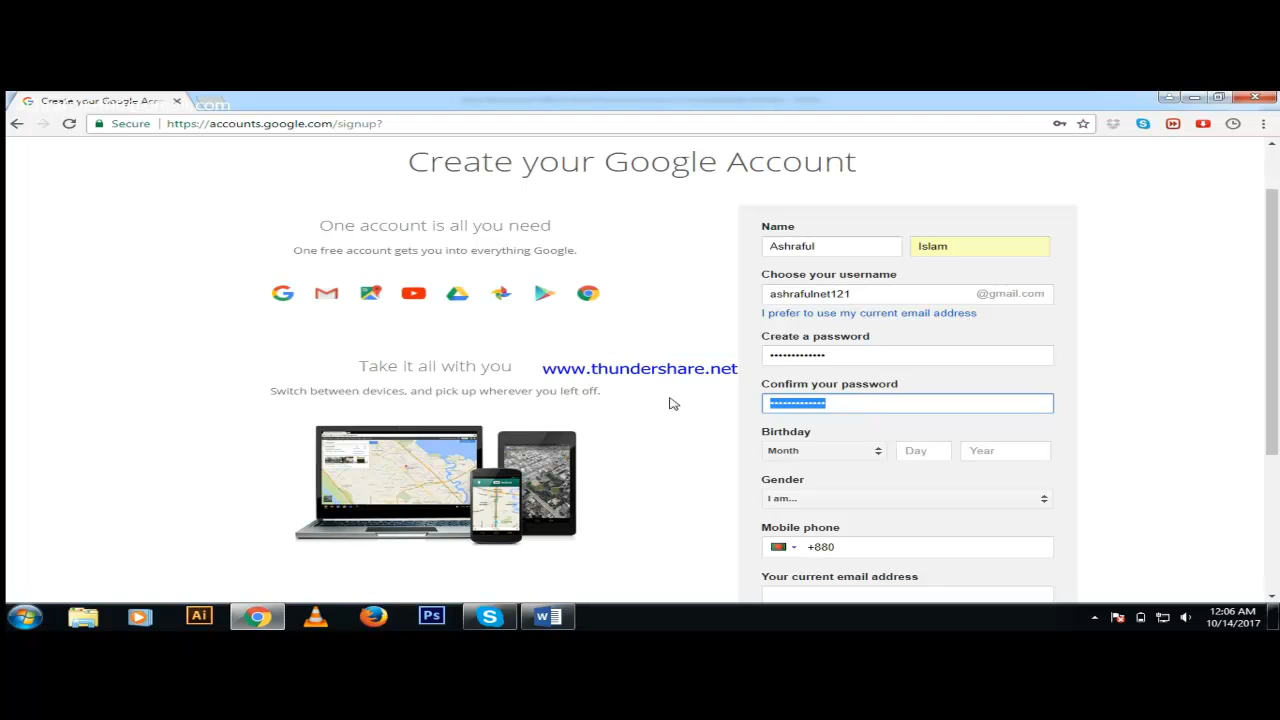 Create your Google Acc
.com
Secure
https://accounts.google.com/signup?
Create your Google Account
One account is all you need
One free account gets you into everything Google.
Take it all with you
Switch between devices, and pick up wherever you left off.
www.thundershare.net
Name
Ashraful
Islam
Choose your username
ashrafulnet121
@gmail.com
I prefer to use my current email address
Create a password
•••••••••••••
Confirm your password
•••••••••••••
Birthday
Month
Day
Year
Gender
I am...
Mobile phone
+880
Your current email address
Ai
Ps
S
W
12:06 AM
10/14/2017